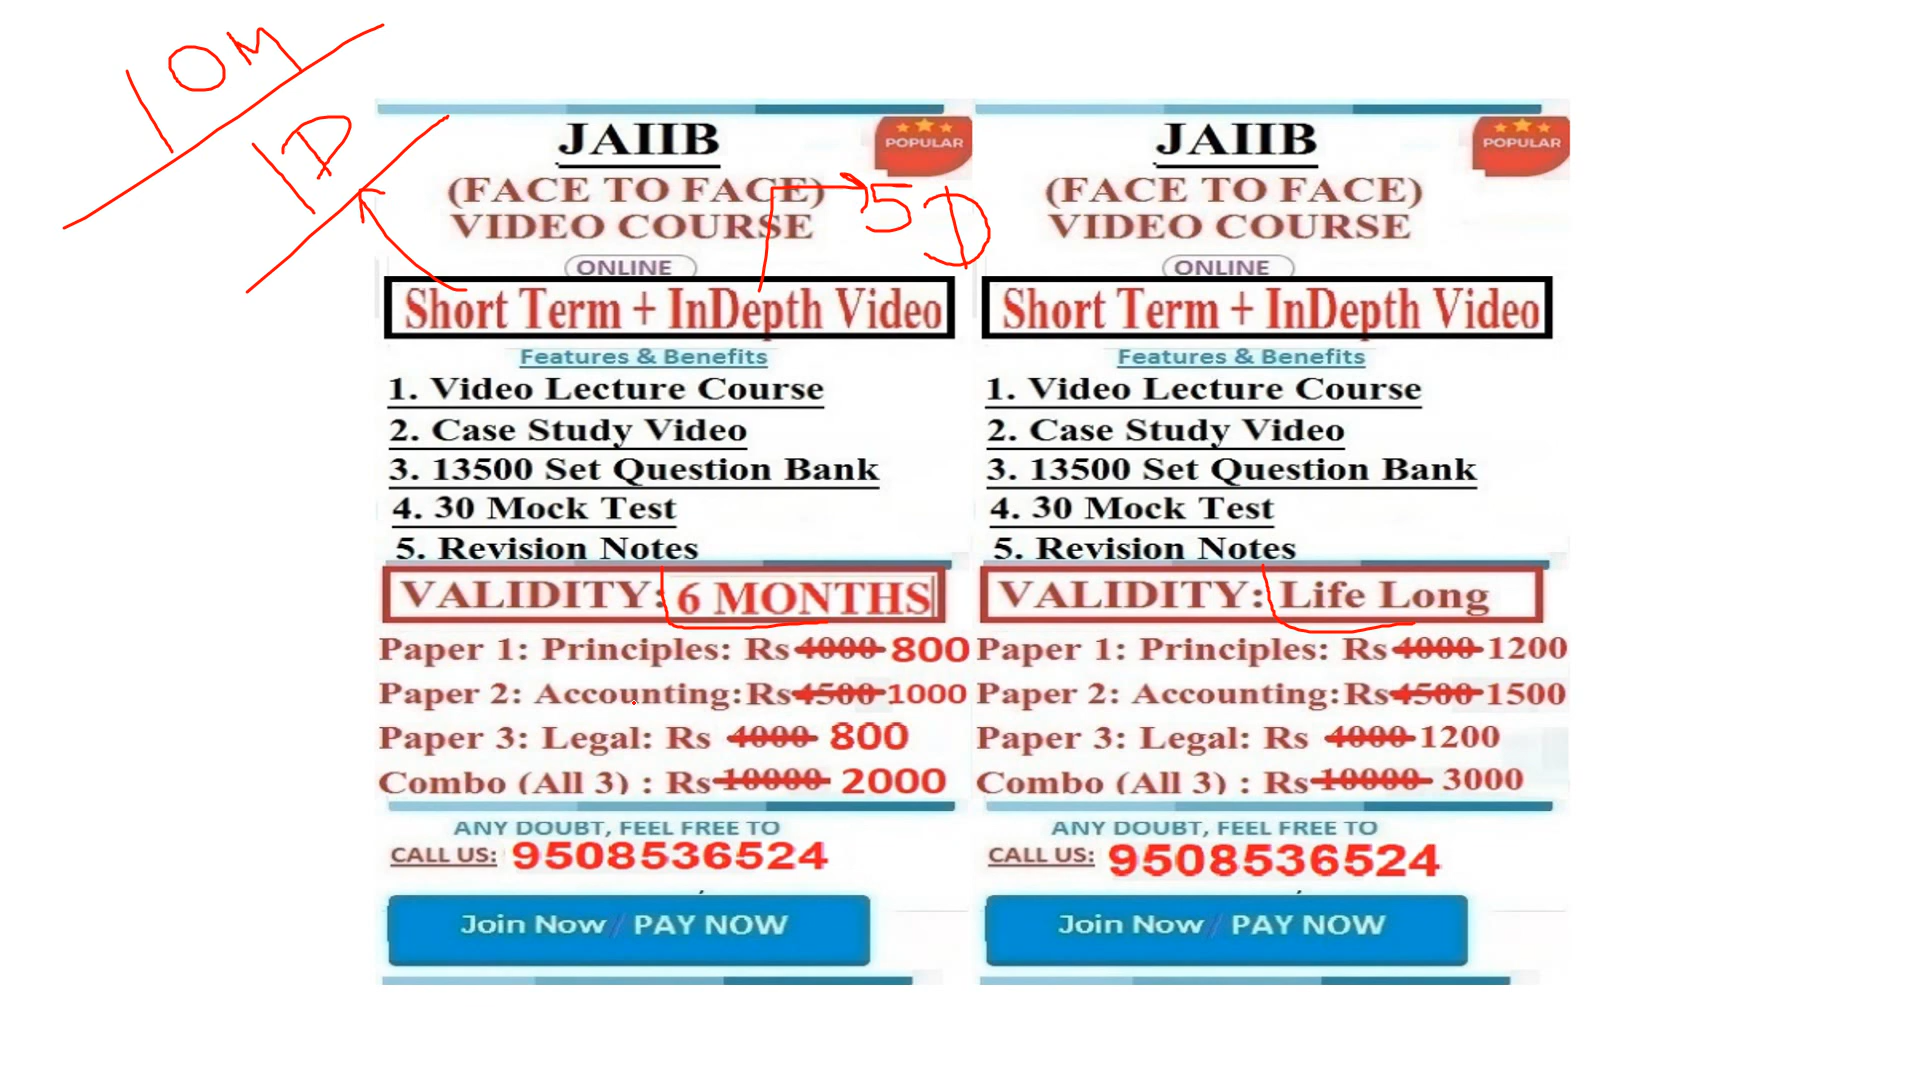 10M
1D
JAIIB
POPULAR
(FACE TO FACE)
VIDEO COURSE
5D
ONLINE
Short Term + InDepth Video
Features & Benefits
1. Video Lecture Course
2. Case Study Video
3. 13500 Set Question Bank
4. 30 Mock Test
5. Revision Notes
VALIDITY: 6 MONTHS
Paper 1: Principles: Rs 4000 800
Paper 2: Accounting: Rs 4500 1000
Paper 3: Legal: Rs 4000 800
Combo (All 3) : Rs 10000 2000
ANY DOUBT, FEEL FREE TO
CALL US: 9508536524
Join Now / PAY NOW
JAIIB
POPULAR
(FACE TO FACE)
VIDEO COURSE
ONLINE
Short Term + InDepth Video
Features & Benefits
1. Video Lecture Course
2. Case Study Video
3. 13500 Set Question Bank
4. 30 Mock Test
5. Revision Notes
VALIDITY: Life Long
Paper 1: Principles: Rs 4000 1200
Paper 2: Accounting: Rs 4500 1500
Paper 3: Legal: Rs 4000 1200
Combo (All 3) : Rs 10000 3000
ANY DOUBT, FEEL FREE TO
CALL US: 9508536524
Join Now / PAY NOW